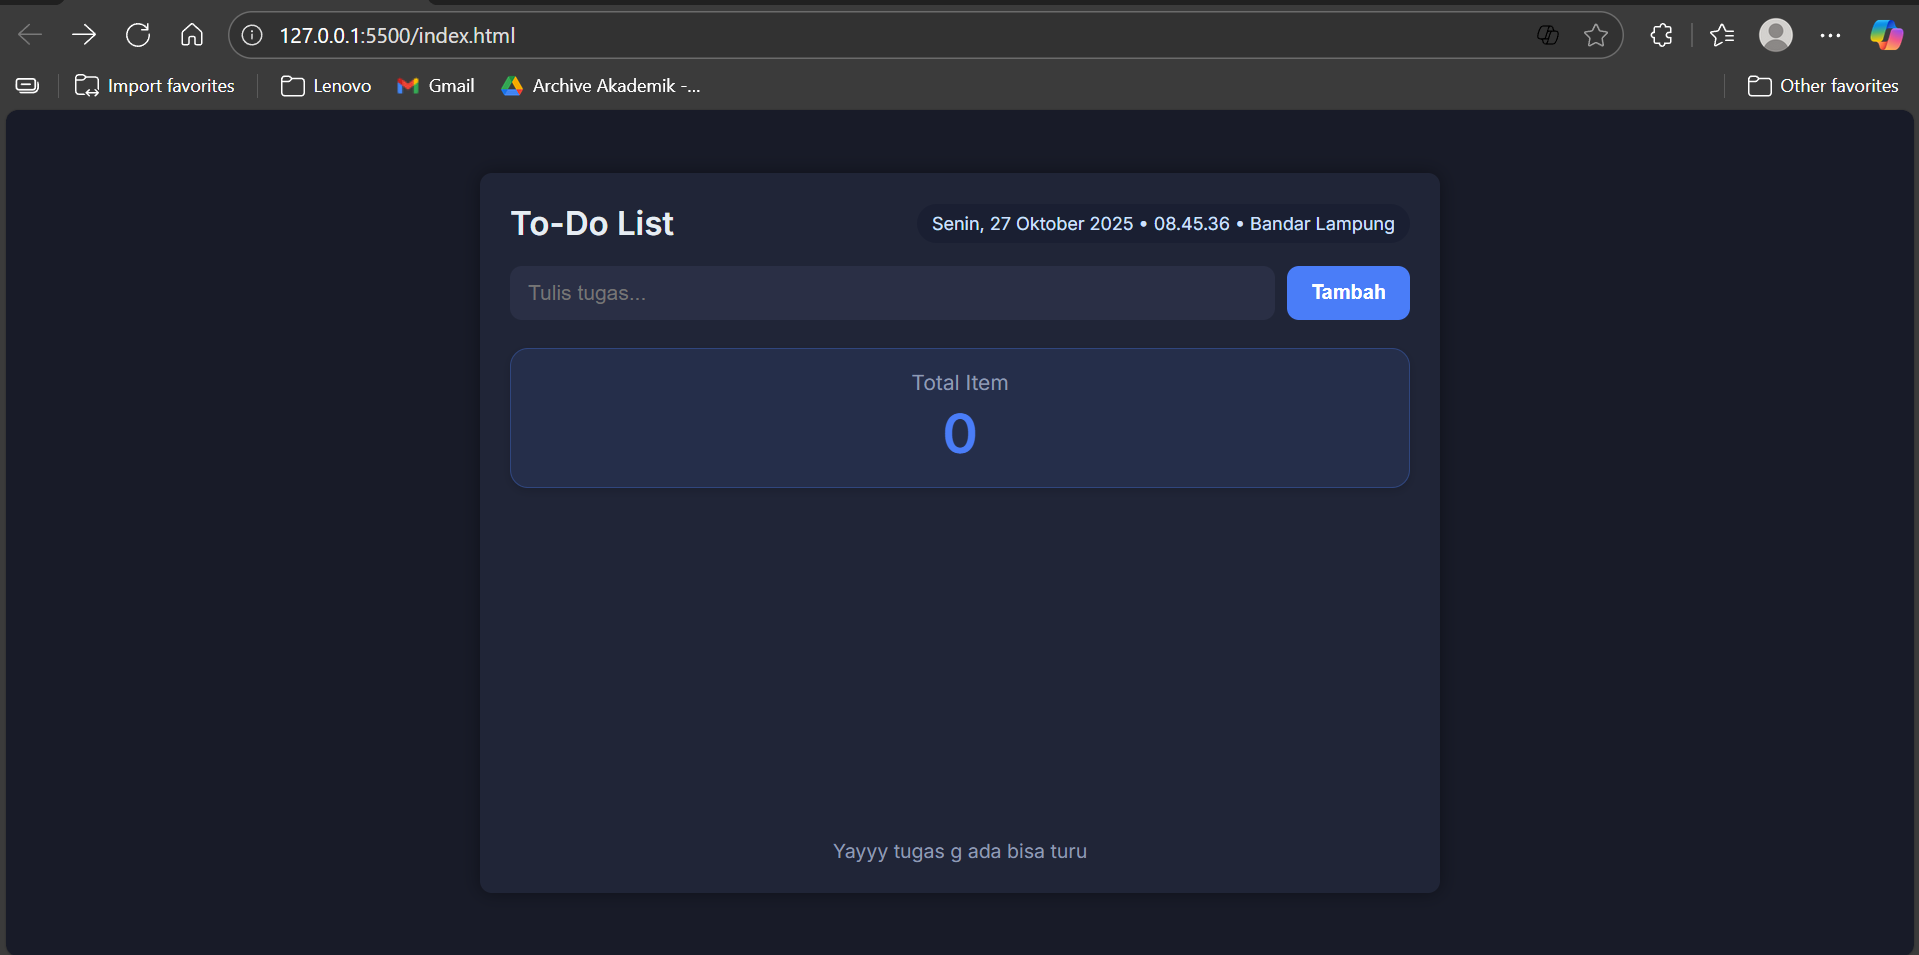 127.0.0.1:5500/index.html
Import favorites
Lenovo
Gmail
Archive Akademik -...
Other favorites
To-Do List
Senin, 27 Oktober 2025 • 08.45.36 • Bandar Lampung
Tulis tugas...
Tambah
Total Item
0
Yayyy tugas g ada bisa turu